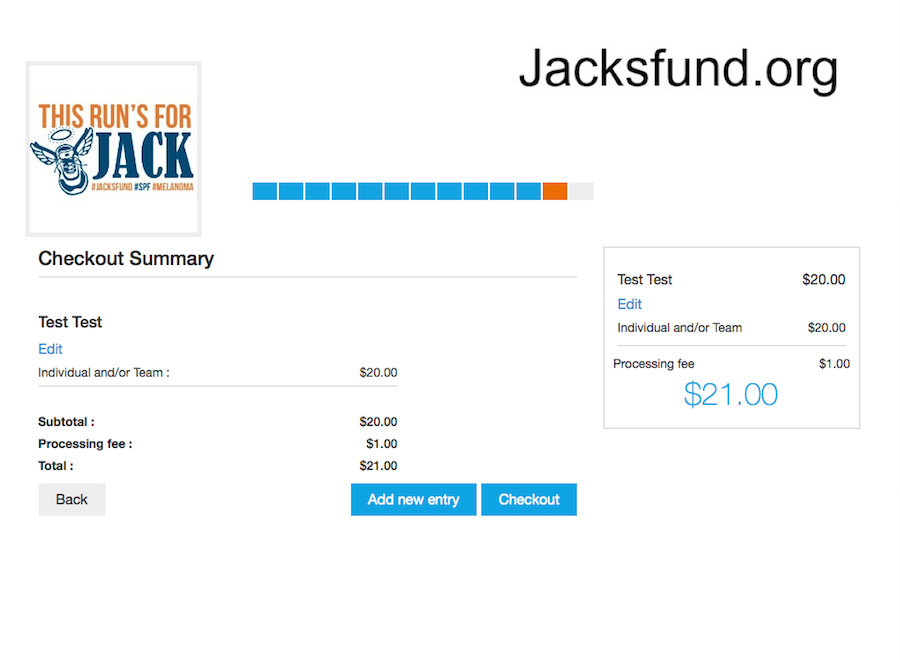 Jacksfund.org
THIS RUN'S FOR
JACK
#JACKSFUND #SPF #MELANOMA
Checkout Summary
Test Test
Edit
Individual and/or Team : $20.00
Subtotal : $20.00
Processing fee : $1.00
Total : $21.00
Back Add new entry Checkout
Test Test $20.00
Edit
Individual and/or Team $20.00
Processing fee $1.00
$21.00